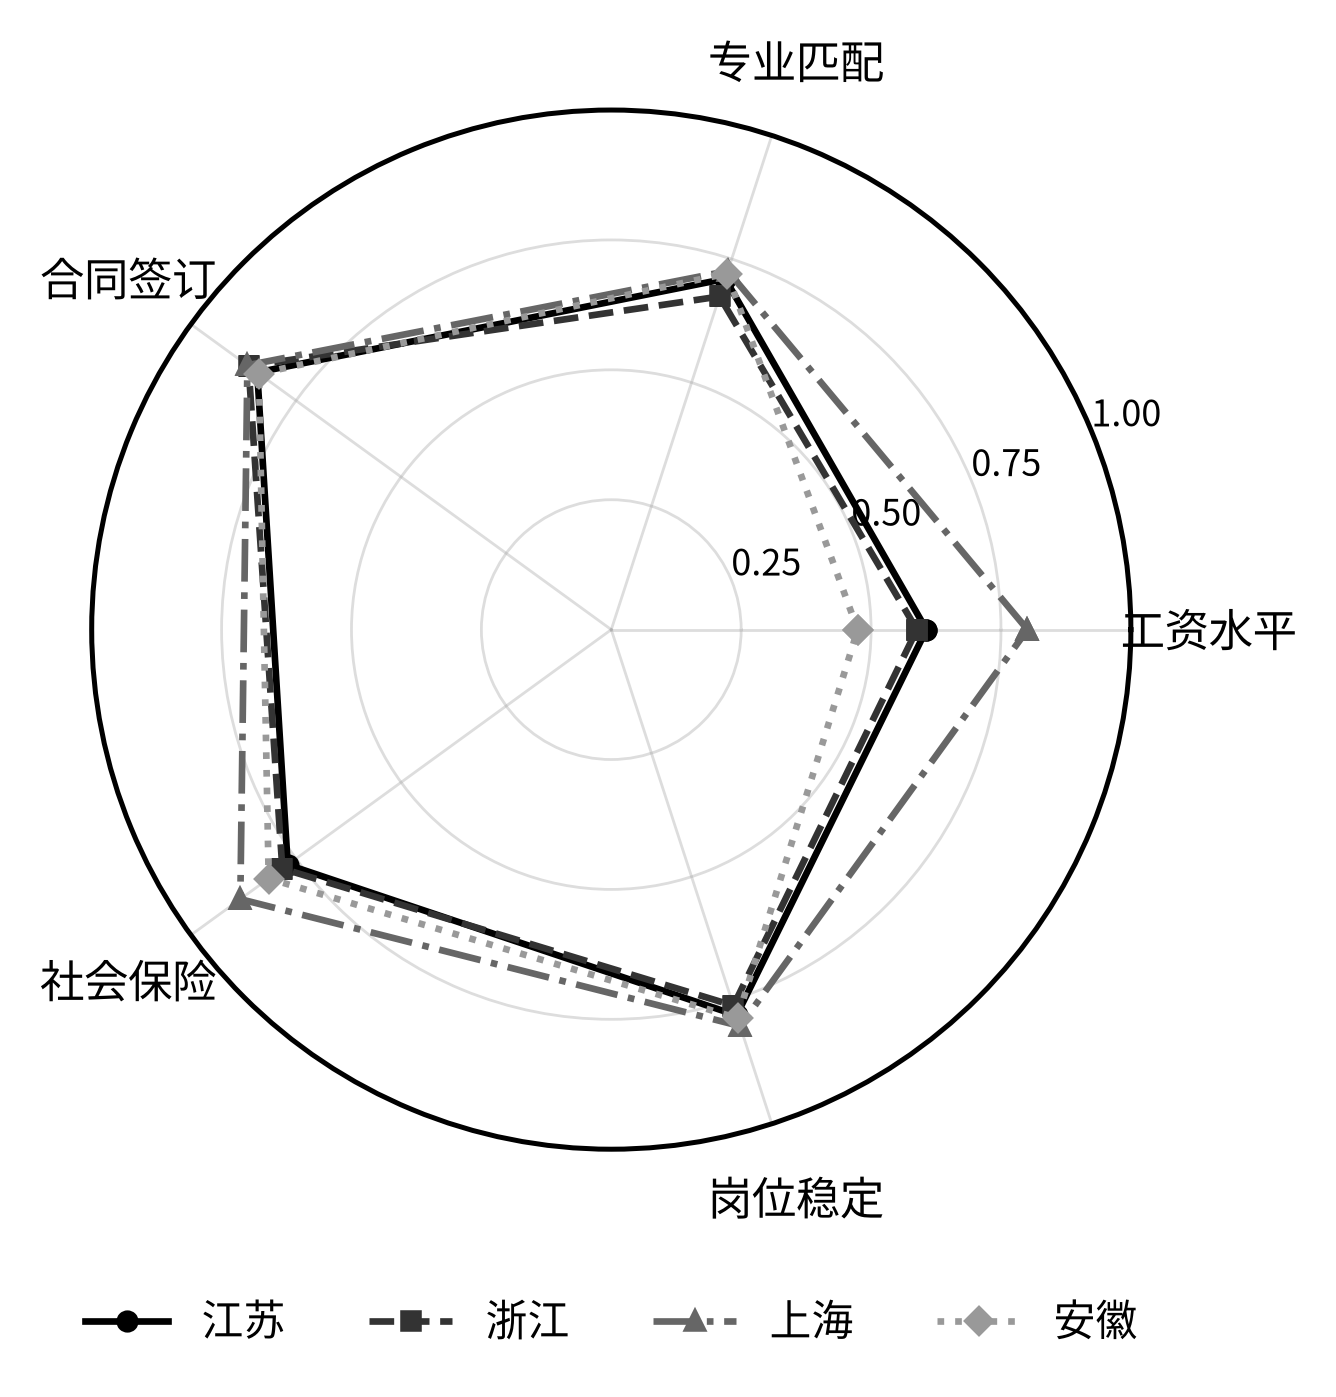 专业匹配
合同签订
1.00
0.75
0.50
0.25
工资水平
社会保险
岗位稳定
江苏 浙江 上海 安徽